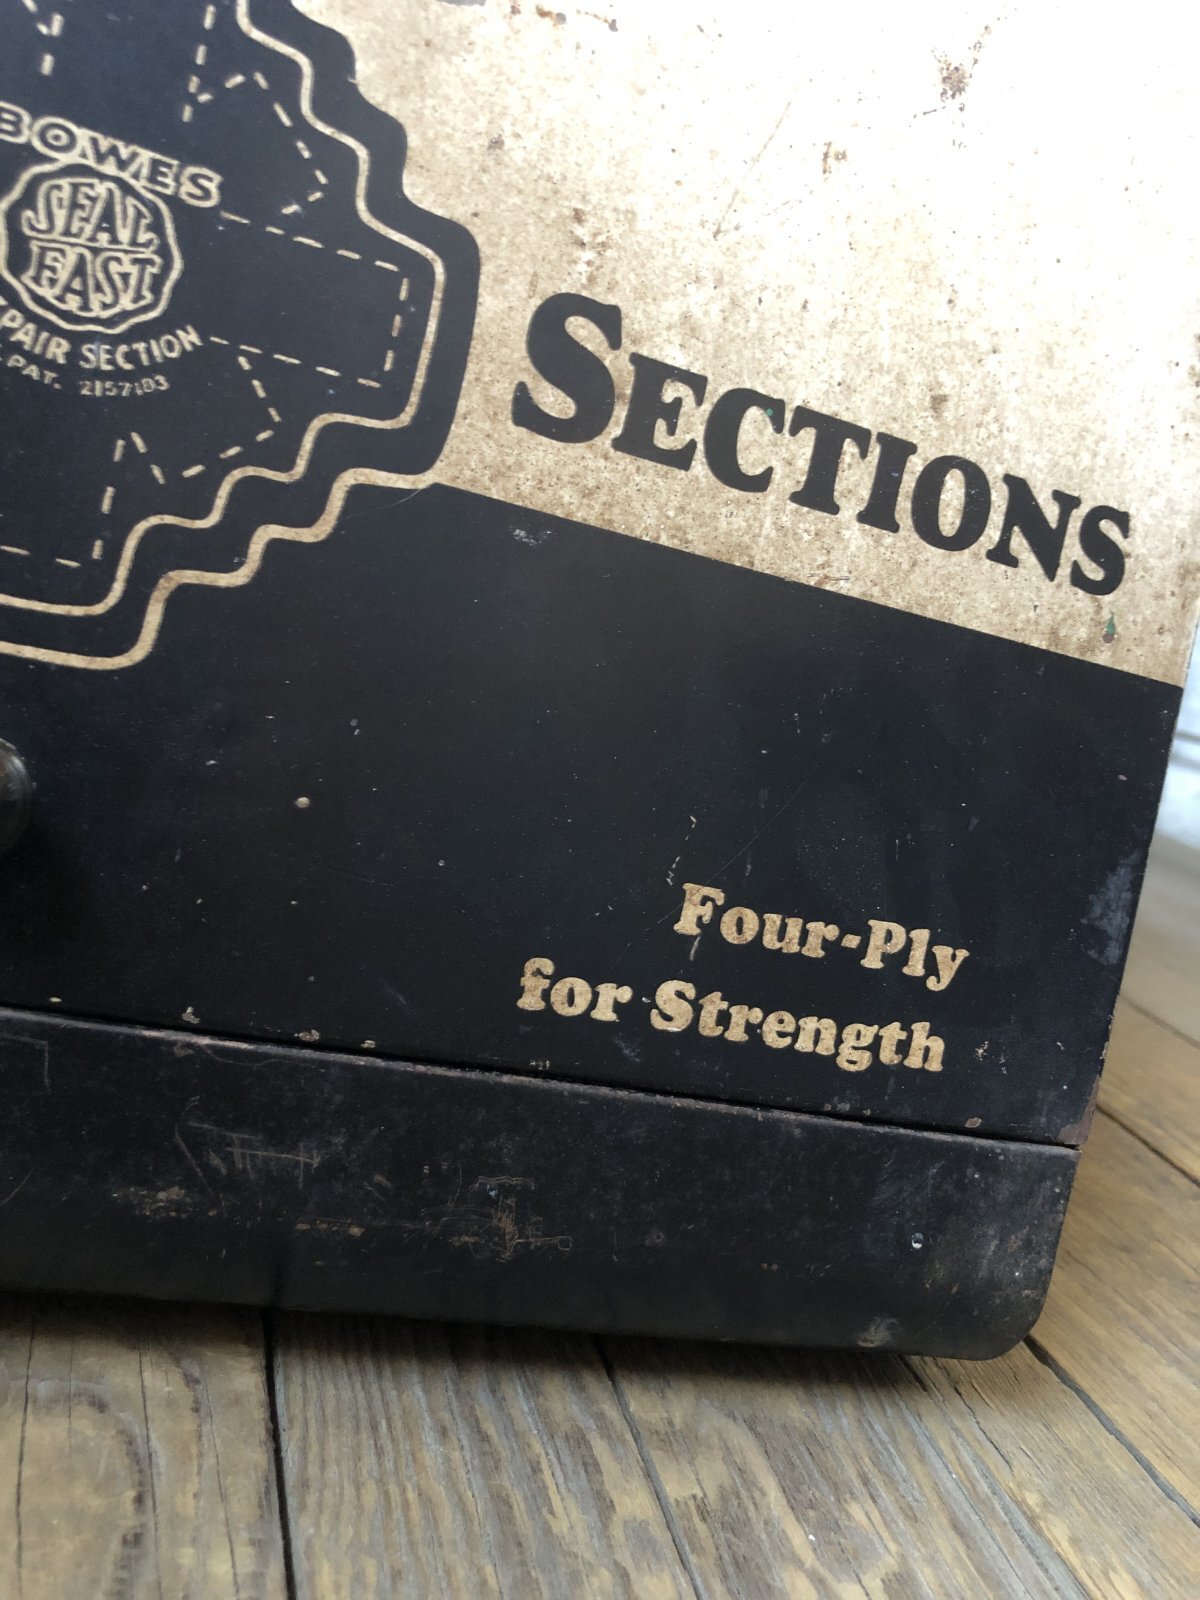 BOWES
SEAL
FAST
PAIR SECTION
PAT. 2157183
SECTIONS
Four-Ply
for Strength